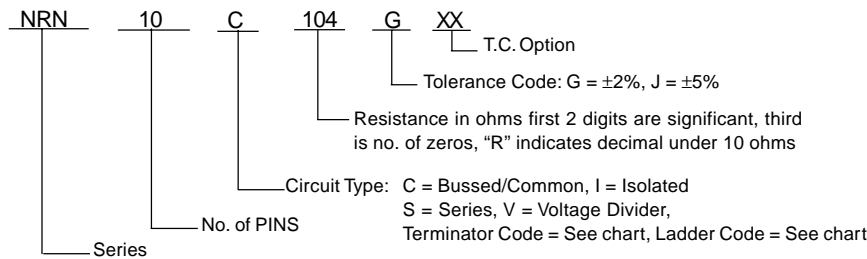 NRN 10 C 104 G XX
T.C. Option
Tolerance Code: G = ±2%, J = ±5%
Resistance in ohms first 2 digits are significant, third
is no. of zeros, “R” indicates decimal under 10 ohms
Circuit Type: C = Bussed/Common, I = Isolated
S = Series, V = Voltage Divider,
Terminator Code = See chart, Ladder Code = See chart
No. of PINS
Series